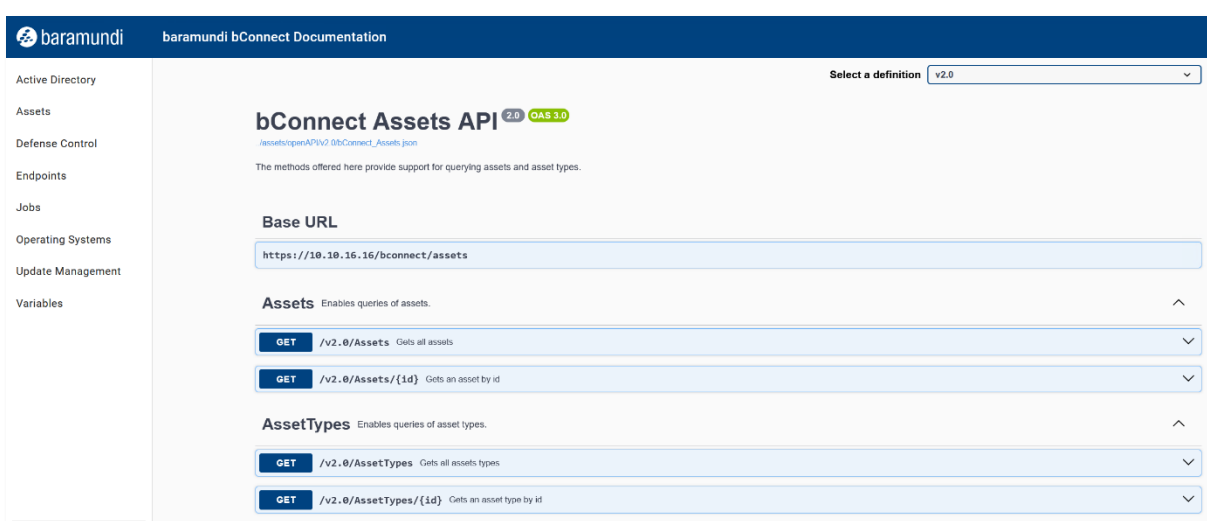 baramundi
baramundi bConnect Documentation
Active Directory
Assets
Defense Control
Endpoints
Jobs
Operating Systems
Update Management
Variables
Select a definition v2.0
bConnect Assets API 2.0 OAS 3.0
./assets/openAPI/v2.0/bConnect_Assets.json
The methods offered here provide support for querying assets and asset types.
Base URL
https://10.10.16.16/bconnect/assets
Assets Enables queries of assets.
GET /v2.0/Assets Gets all assets
GET /v2.0/Assets/{id} Gets an asset by id
AssetTypes Enables queries of asset types.
GET /v2.0/AssetTypes Gets all assets types
GET /v2.0/AssetTypes/{id} Gets an asset type by id